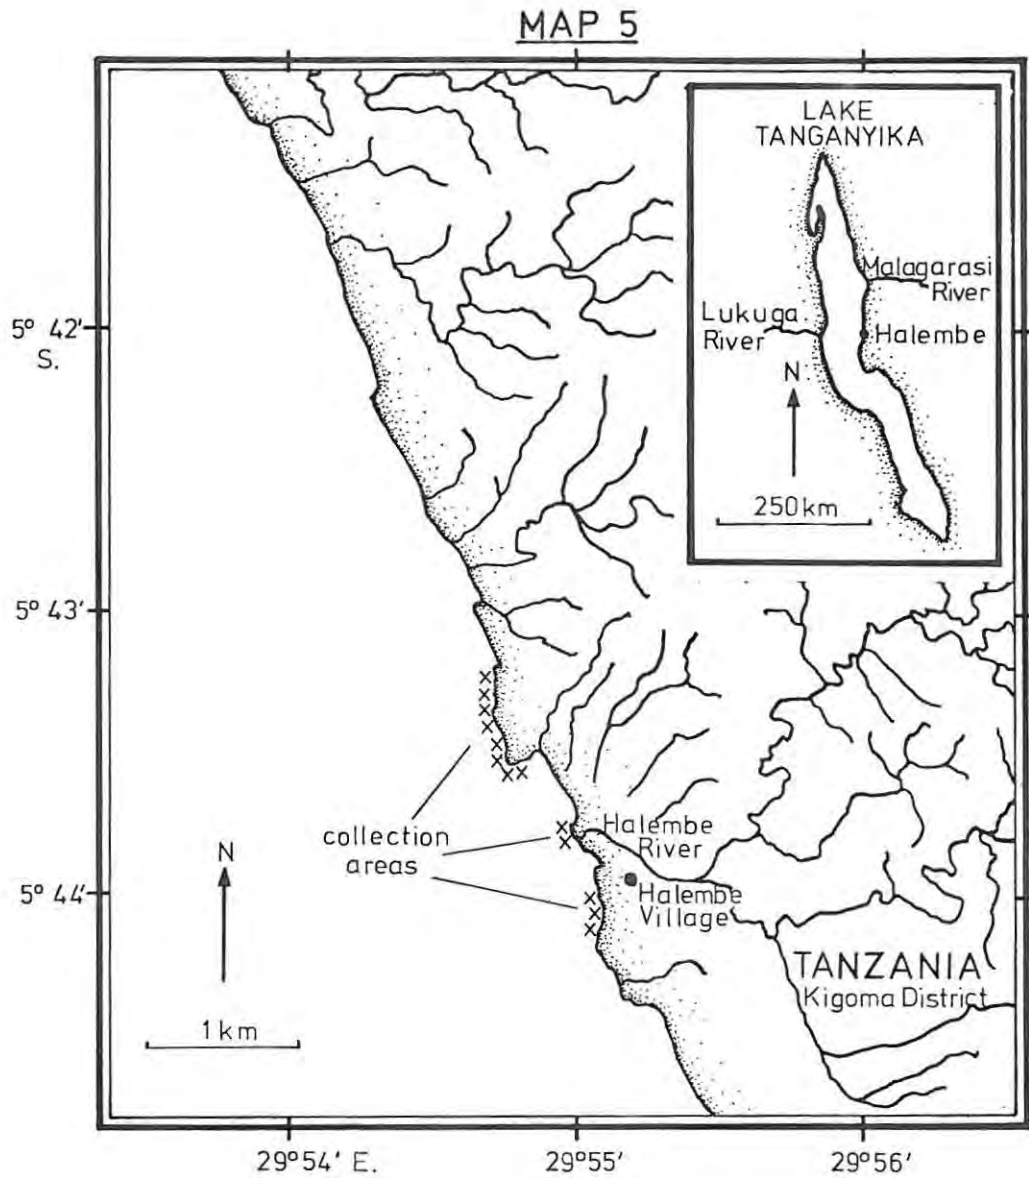 MAP 5
LAKE
TANGANYIKA
Malagarasi
River
Lukuga
River
Halembe
N
250km
5° 42'
S.
5° 43'
5° 44'
collection
areas
Halembe
River
Halembe
Village
N
1km
TANZANIA
Kigoma District
29°54' E.
29°55'
29°56'